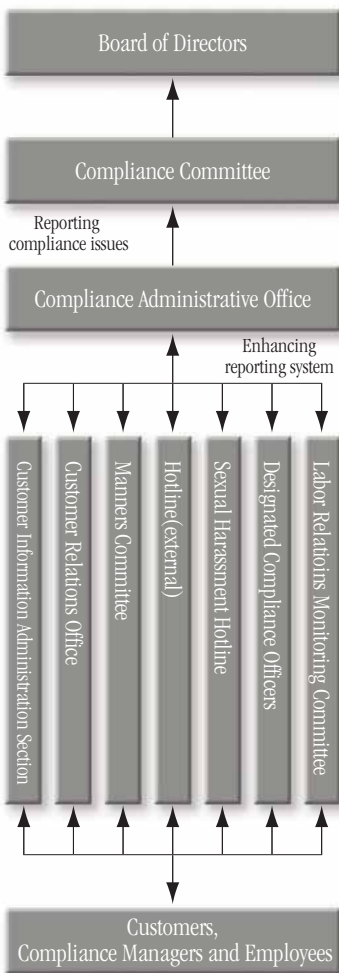 Board of Directors
Compliance Committee
Reporting
compliance issues
Compliance Administrative Office
Enhancing
reporting system
Customer Information Administration Section
Customer Relations Office
Manners Committee
Hotline(external)
Sexual Harassment Hotline
Designated Compliance Officers
Labor Relatioins Monitoring Committee
Customers,
Compliance Managers and Employees